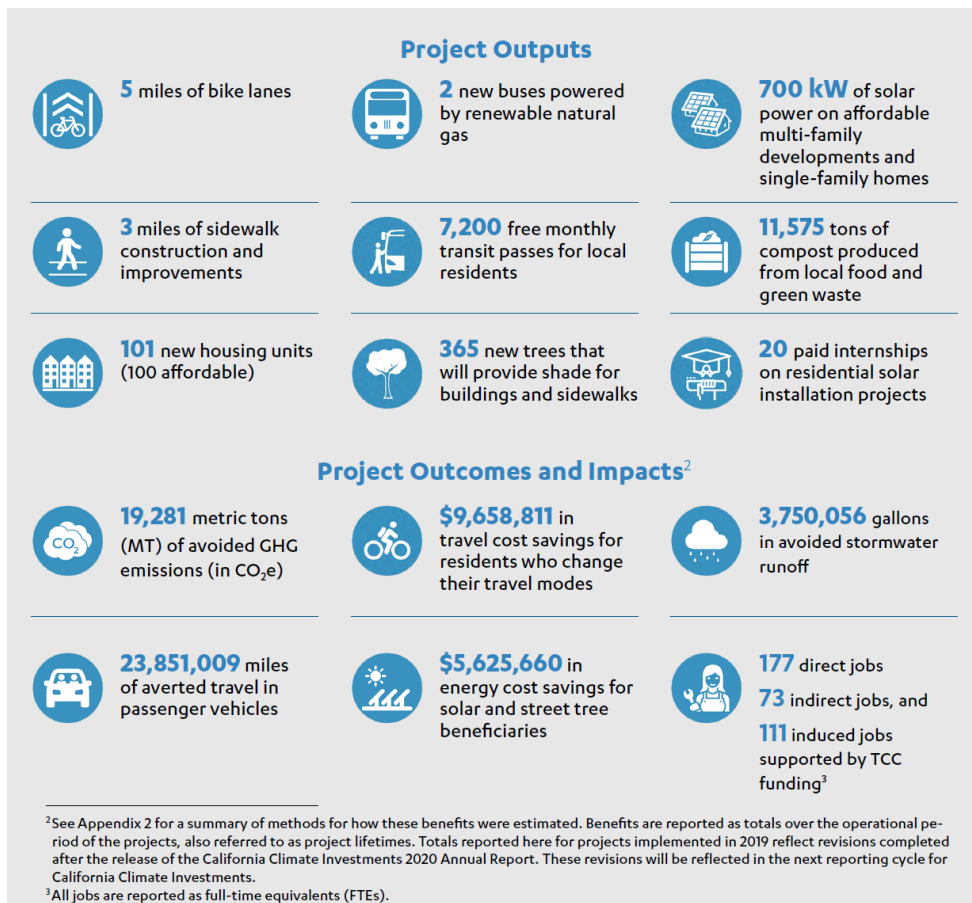 Project Outputs
5 miles of bike lanes
2 new buses powered
by renewable natural
gas
700 kW of solar
power on affordable
multi-family
developments and
single-family homes
3 miles of sidewalk
construction and
improvements
7,200 free monthly
transit passes for local
residents
11,575 tons of
compost produced
from local food and
green waste
101 new housing units
(100 affordable)
365 new trees that
will provide shade for
buildings and sidewalks
20 paid internships
on residential solar
installation projects
Project Outcomes and Impacts²
CO₂
19,281 metric tons
(MT) of avoided GHG
emissions (in CO₂e)
$9,658,811 in
travel cost savings for
residents who change
their travel modes
3,750,056 gallons
in avoided stormwater
runoff
23,851,009 miles
of averted travel in
passenger vehicles
$5,625,660 in
energy cost savings for
solar and street tree
beneficiaries
177 direct jobs
73 indirect jobs, and
111 induced jobs
supported by TCC
funding³
²See Appendix 2 for a summary of methods for how these benefits were estimated. Benefits are reported as totals over the operational pe-
riod of the projects, also referred to as project lifetimes. Totals reported here for projects implemented in 2019 reflect revisions completed
after the release of the California Climate Investments 2020 Annual Report. These revisions will be reflected in the next reporting cycle for
California Climate Investments.
³All jobs are reported as full-time equivalents (FTEs).